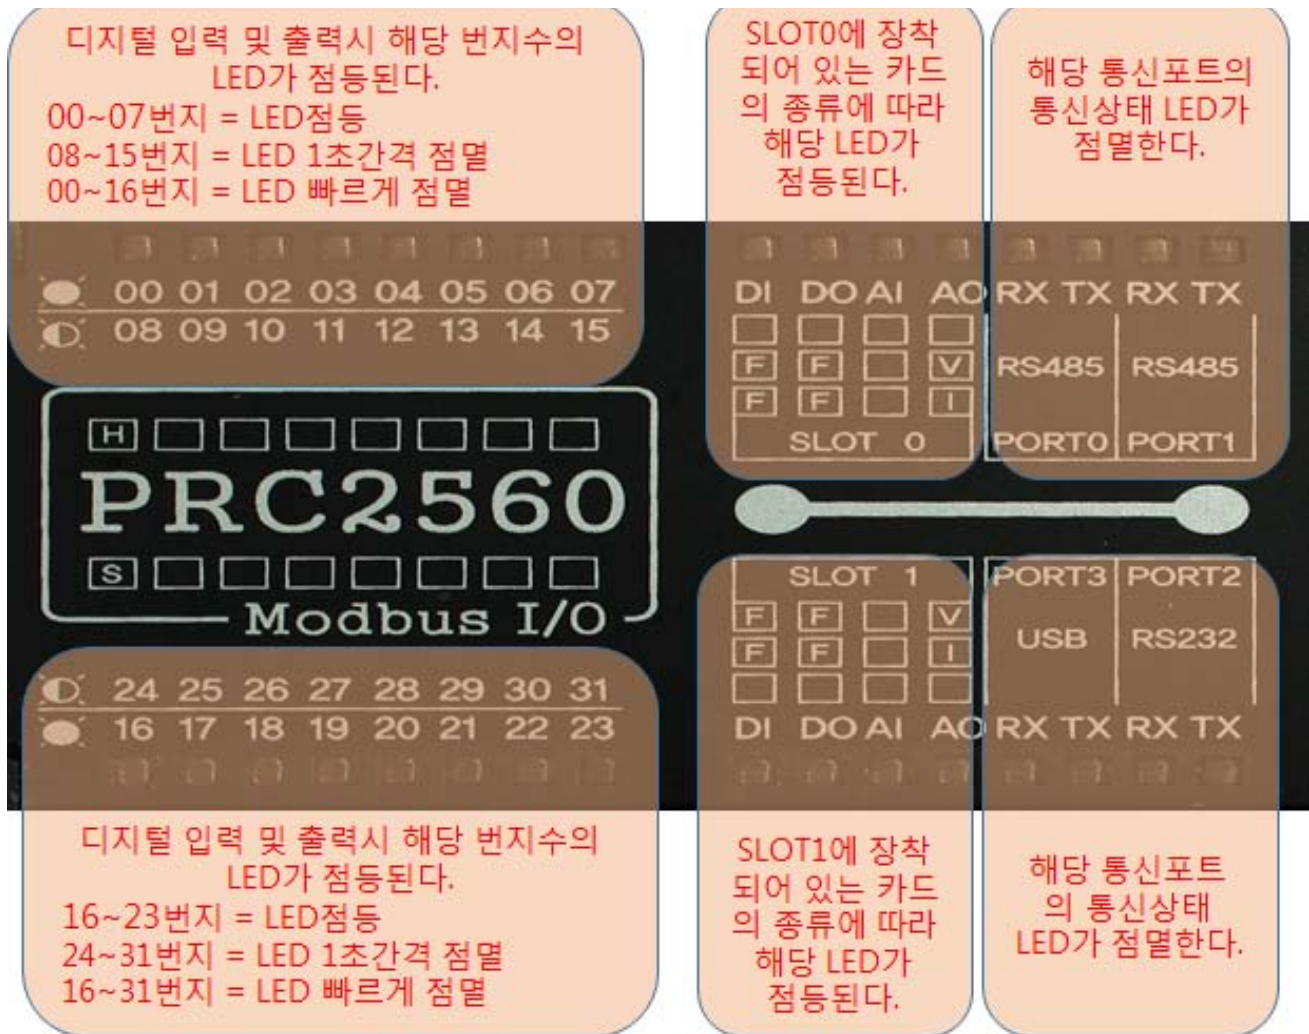 디지털 입력 및 출력시 해당 번지수의
LED가 점등된다.
00~07번지 = LED점등
08~15번지 = LED 1초간격 점멸
00~16번지 = LED 빠르게 점멸
SLOT0에 장착
되어 있는 카드
의 종류에 따라
해당 LED가
점등된다.
해당 통신포트의
통신상태 LED가
점멸한다.
00 01 02 03 04 05 06 07
08 09 10 11 12 13 14 15
DI DO AI AO RX TX RX TX
F F V RS485 RS485
F F I
SLOT 0 PORT0 PORT1
H
PRC2560
S
Modbus I/O
SLOT 1 PORT3 PORT2
F F V
USB RS232
F F I
24 25 26 27 28 29 30 31
16 17 18 19 20 21 22 23
DI DO AI AO RX TX RX TX
디지털 입력 및 출력시 해당 번지수의
LED가 점등된다.
16~23번지 = LED점등
24~31번지 = LED 1초간격 점멸
16~31번지 = LED 빠르게 점멸
SLOT1에 장착
되어 있는 카드
의 종류에 따라
해당 LED가
점등된다.
해당 통신포트
의 통신상태
LED가 점멸한다.